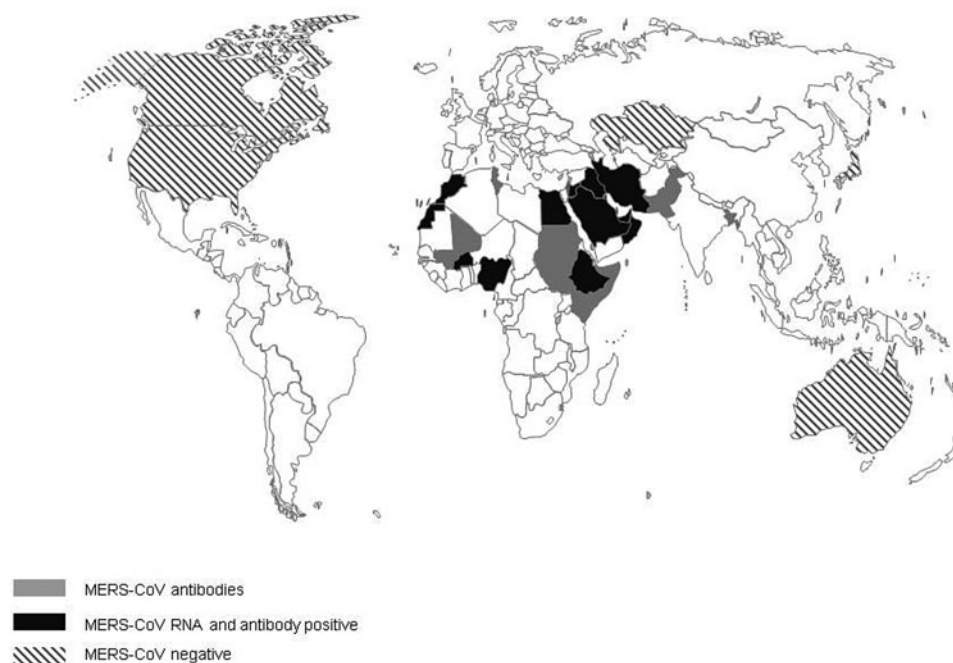 MERS-CoV antibodies
MERS-CoV RNA and antibody positive
MERS-CoV negative